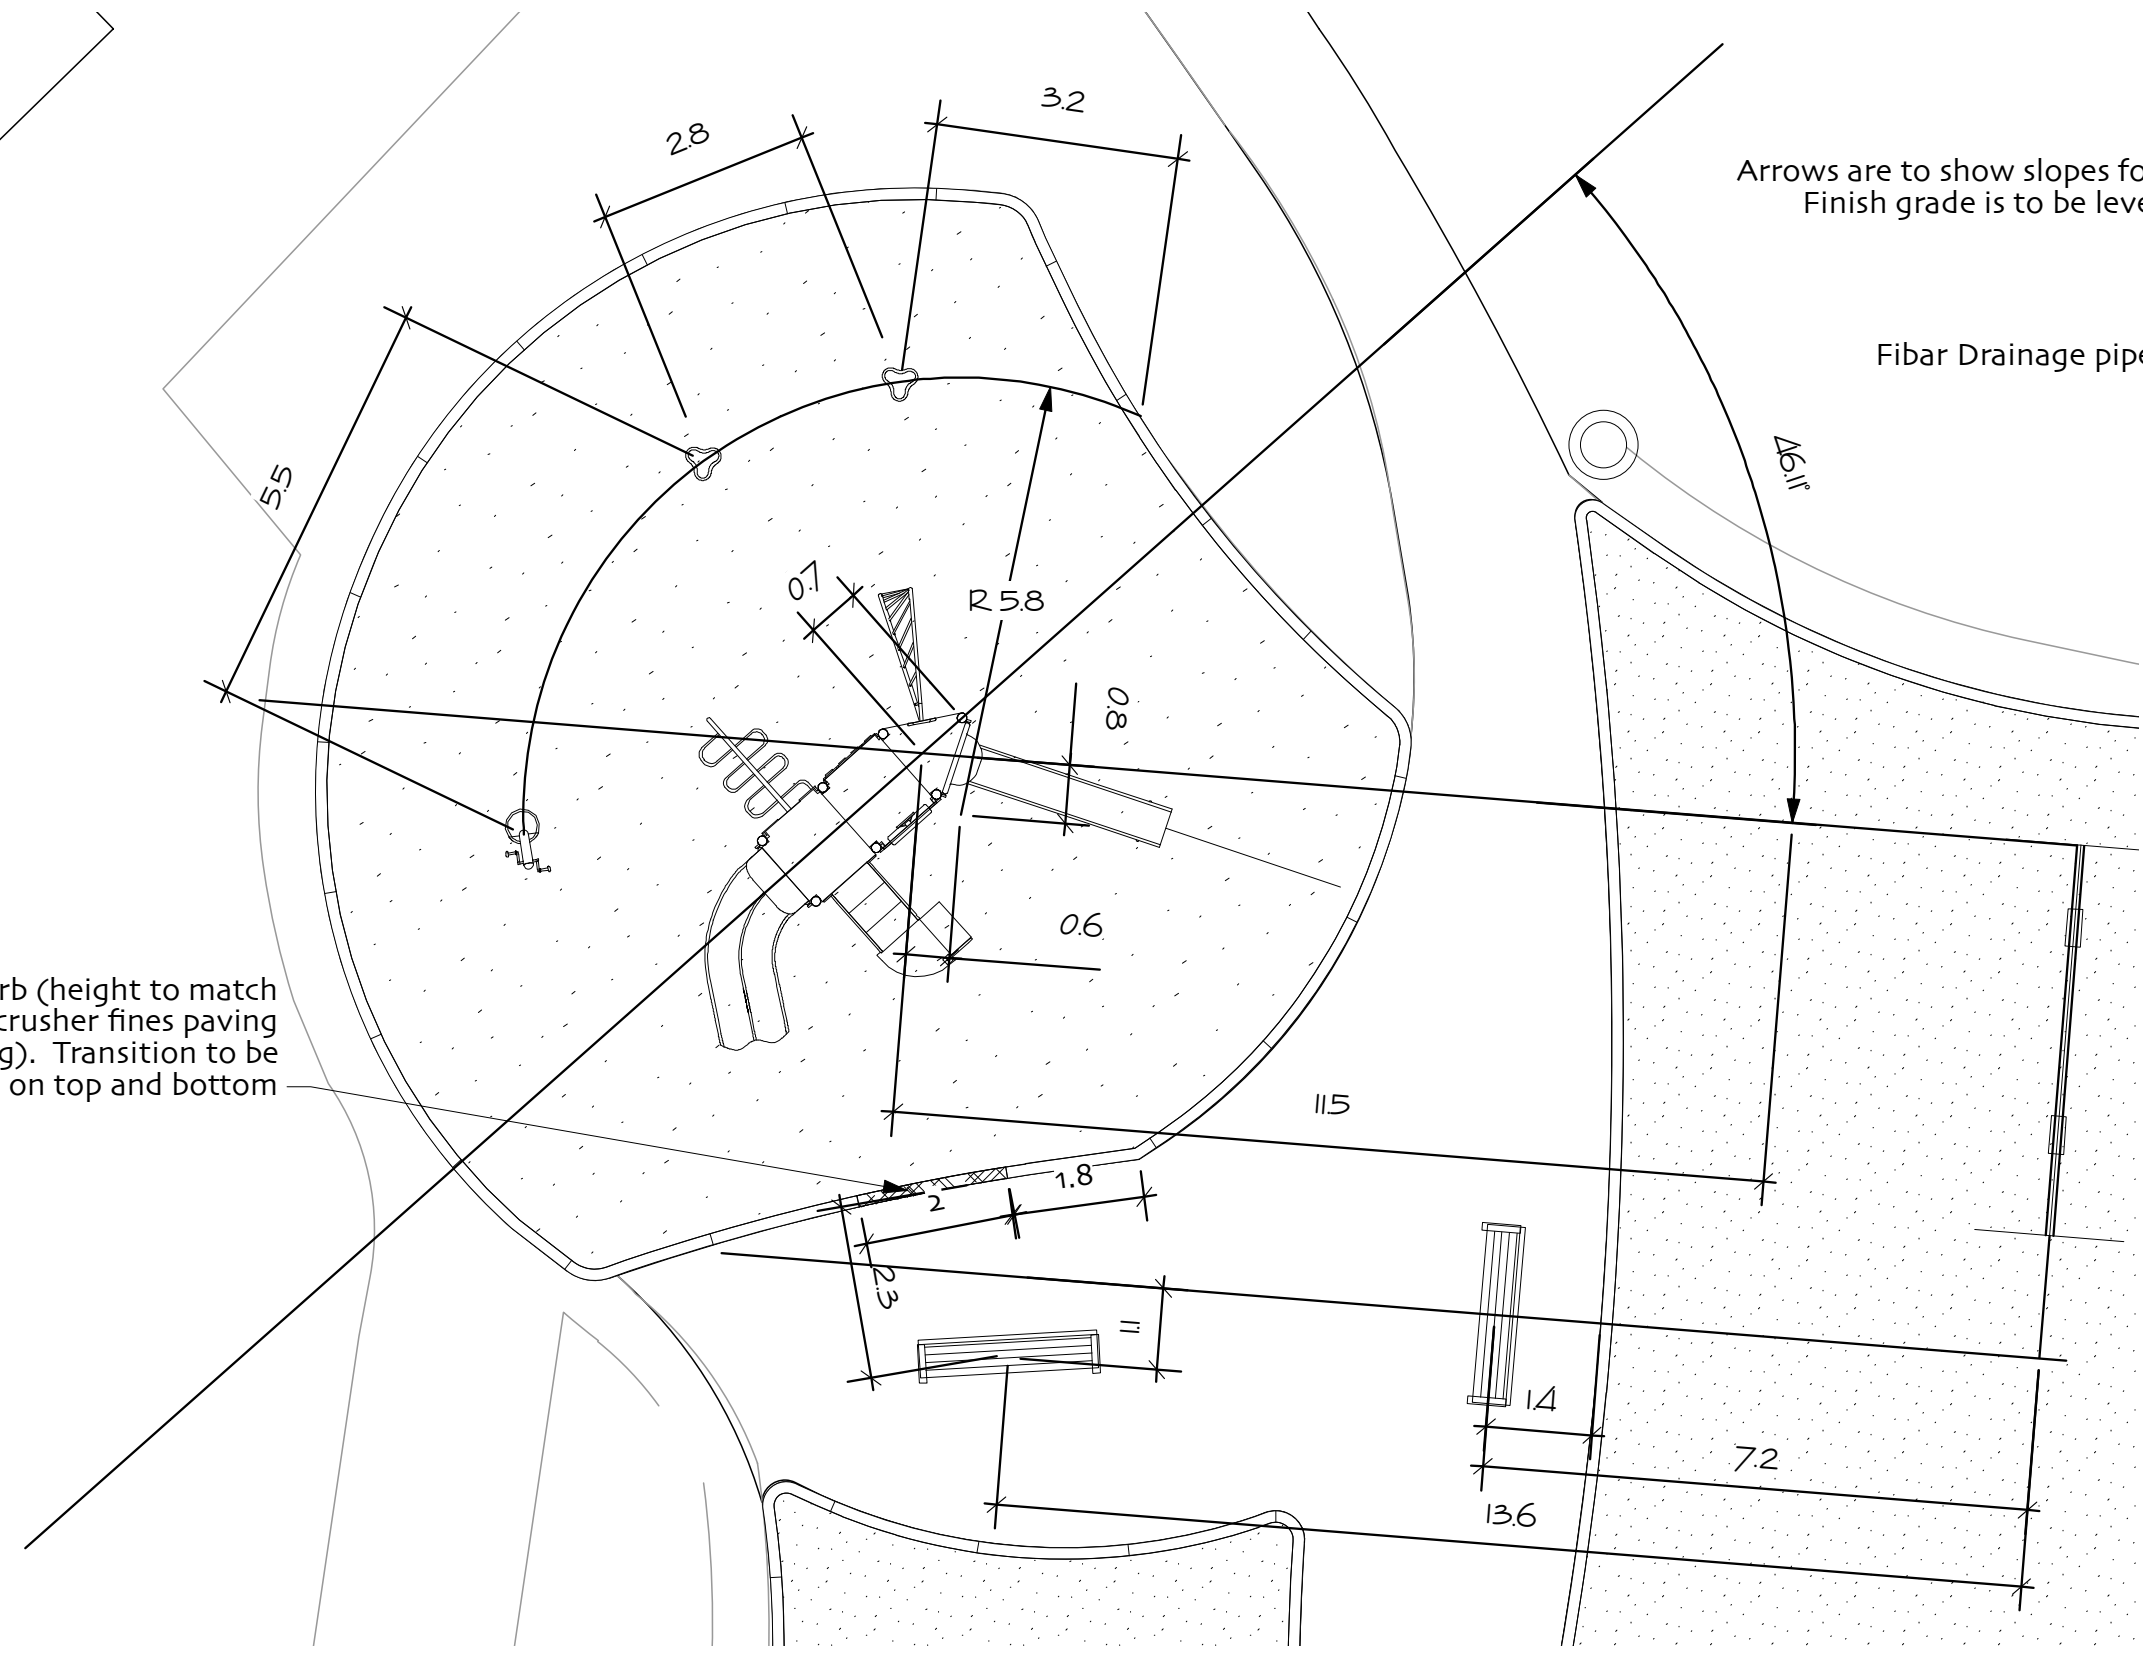 3.2
2.8
Arrows are to show slopes fo
Finish grade is to be leve
Fibar Drainage pipe
46.11°
5.5
0.7
R 5.8
0.8
0.6
rb (height to match
crusher fines paving
g).  Transition to be
on top and bottom
11.5
1.8
2
2.3
1.1
1.4
7.2
13.6